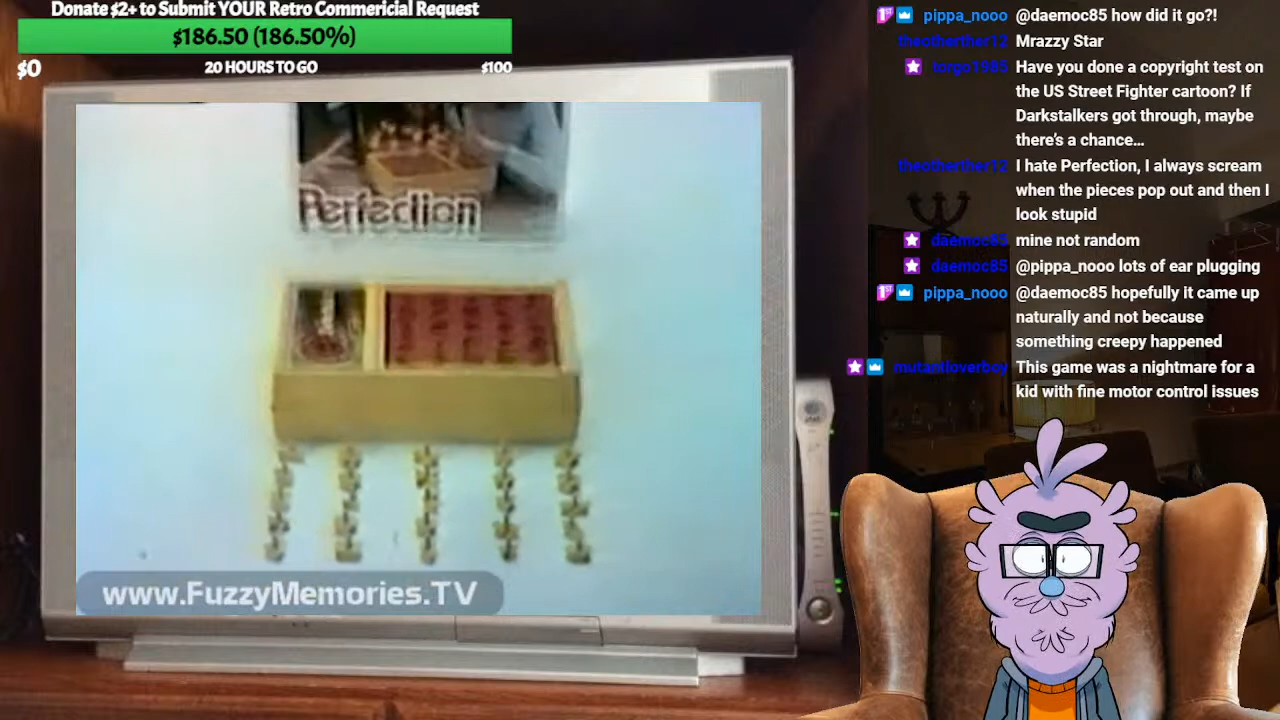 Donate $2+ to Submit YOUR Retro Commericial Request
$186.50 (186.50%)
$0
20 HOURS TO GO
$100
Perfection
www.FuzzyMemories.TV
pippa_nooo @daemoc85 how did it go?!
theotherther12 Mrazzy Star
torgo1985 Have you done a copyright test on
the US Street Fighter cartoon? If
Darkstalkers got through, maybe
there's a chance...
theotherther12 I hate Perfection, I always scream
when the pieces pop out and then I
look stupid
daemoc85 mine not random
daemoc85 @pippa_nooo lots of ear plugging
pippa_nooo @daemoc85 hopefully it came up
naturally and not because
something creepy happened
mutantloverboy This game was a nightmare for a
kid with fine motor control issues